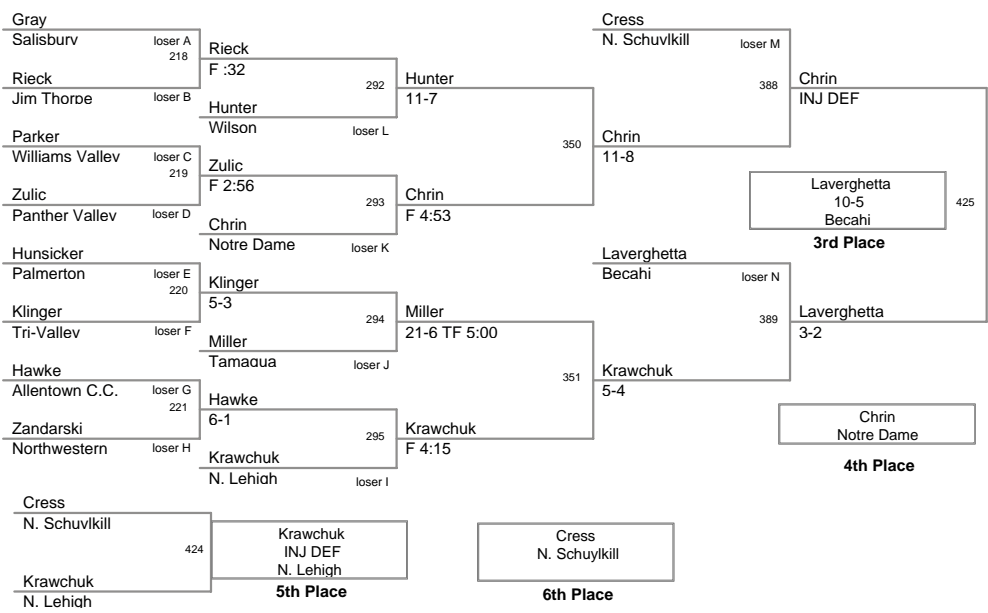 Gray
Salisbury
loser A
218
Rieck
Jim Thorpe
loser B
Rieck
F :32
292
Hunter
Wilson
loser L
Parker
Williams Valley
loser C
219
Zulic
Panther Valley
loser D
Zulic
F 2:56
293
Chrin
Notre Dame
loser K
Hunter
11-7
350
Chrin
F 4:53
Hunsicker
Palmerton
loser E
220
Klinger
Tri-Valley
loser F
Klinger
5-3
294
Miller
Tamaqua
loser J
Hawke
Allentown C.C.
loser G
221
Zandarski
Northwestern
loser H
Hawke
6-1
295
Krawchuk
N. Lehigh
loser I
Miller
21-6 TF 5:00
351
Krawchuk
F 4:15
Cress
N. Schuylkill
loser M
388
Chrin
11-8
Chrin
INJ DEF
Laverghetta
10-5
Becahi
3rd Place
425
Laverghetta
Becahi
loser N
389
Krawchuk
5-4
Laverghetta
3-2
Chrin
Notre Dame
4th Place
Cress
N. Schuylkill
424
Krawchuk
N. Lehigh
Krawchuk
INJ DEF
N. Lehigh
5th Place
Cress
N. Schuylkill
6th Place